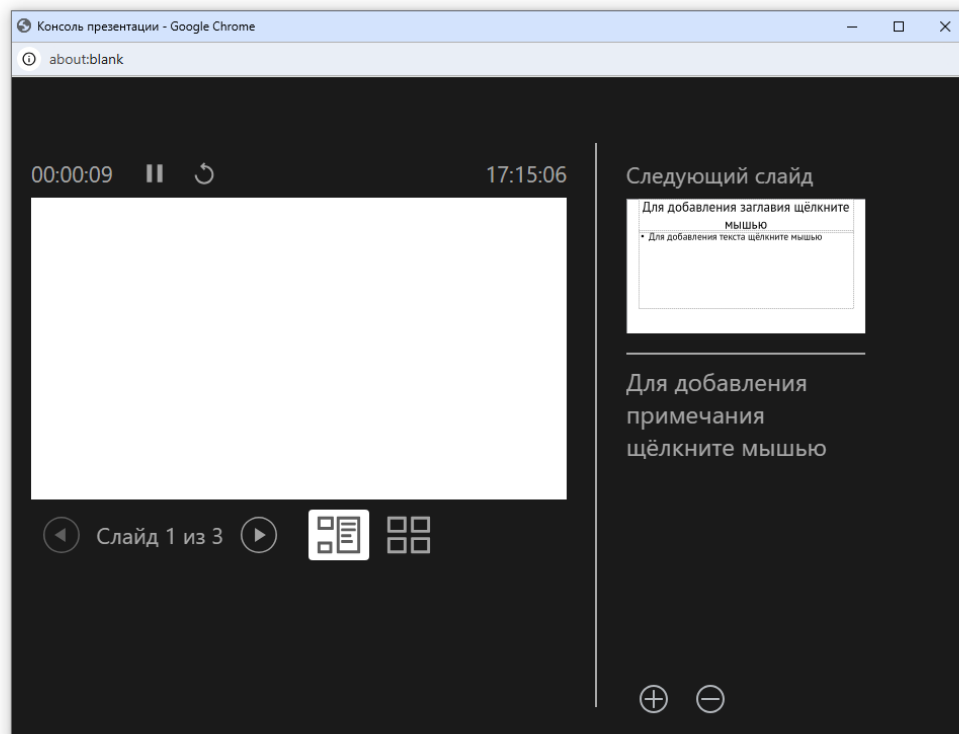 Консоль презентации - Google Chrome
about:blank
00:00:09
17:15:06
Следующий слайд
Для добавления заглавия щёлкните
мышью
• Для добавления текста щёлкните мышью
Для добавления
примечания
щёлкните мышью
Слайд 1 из 3